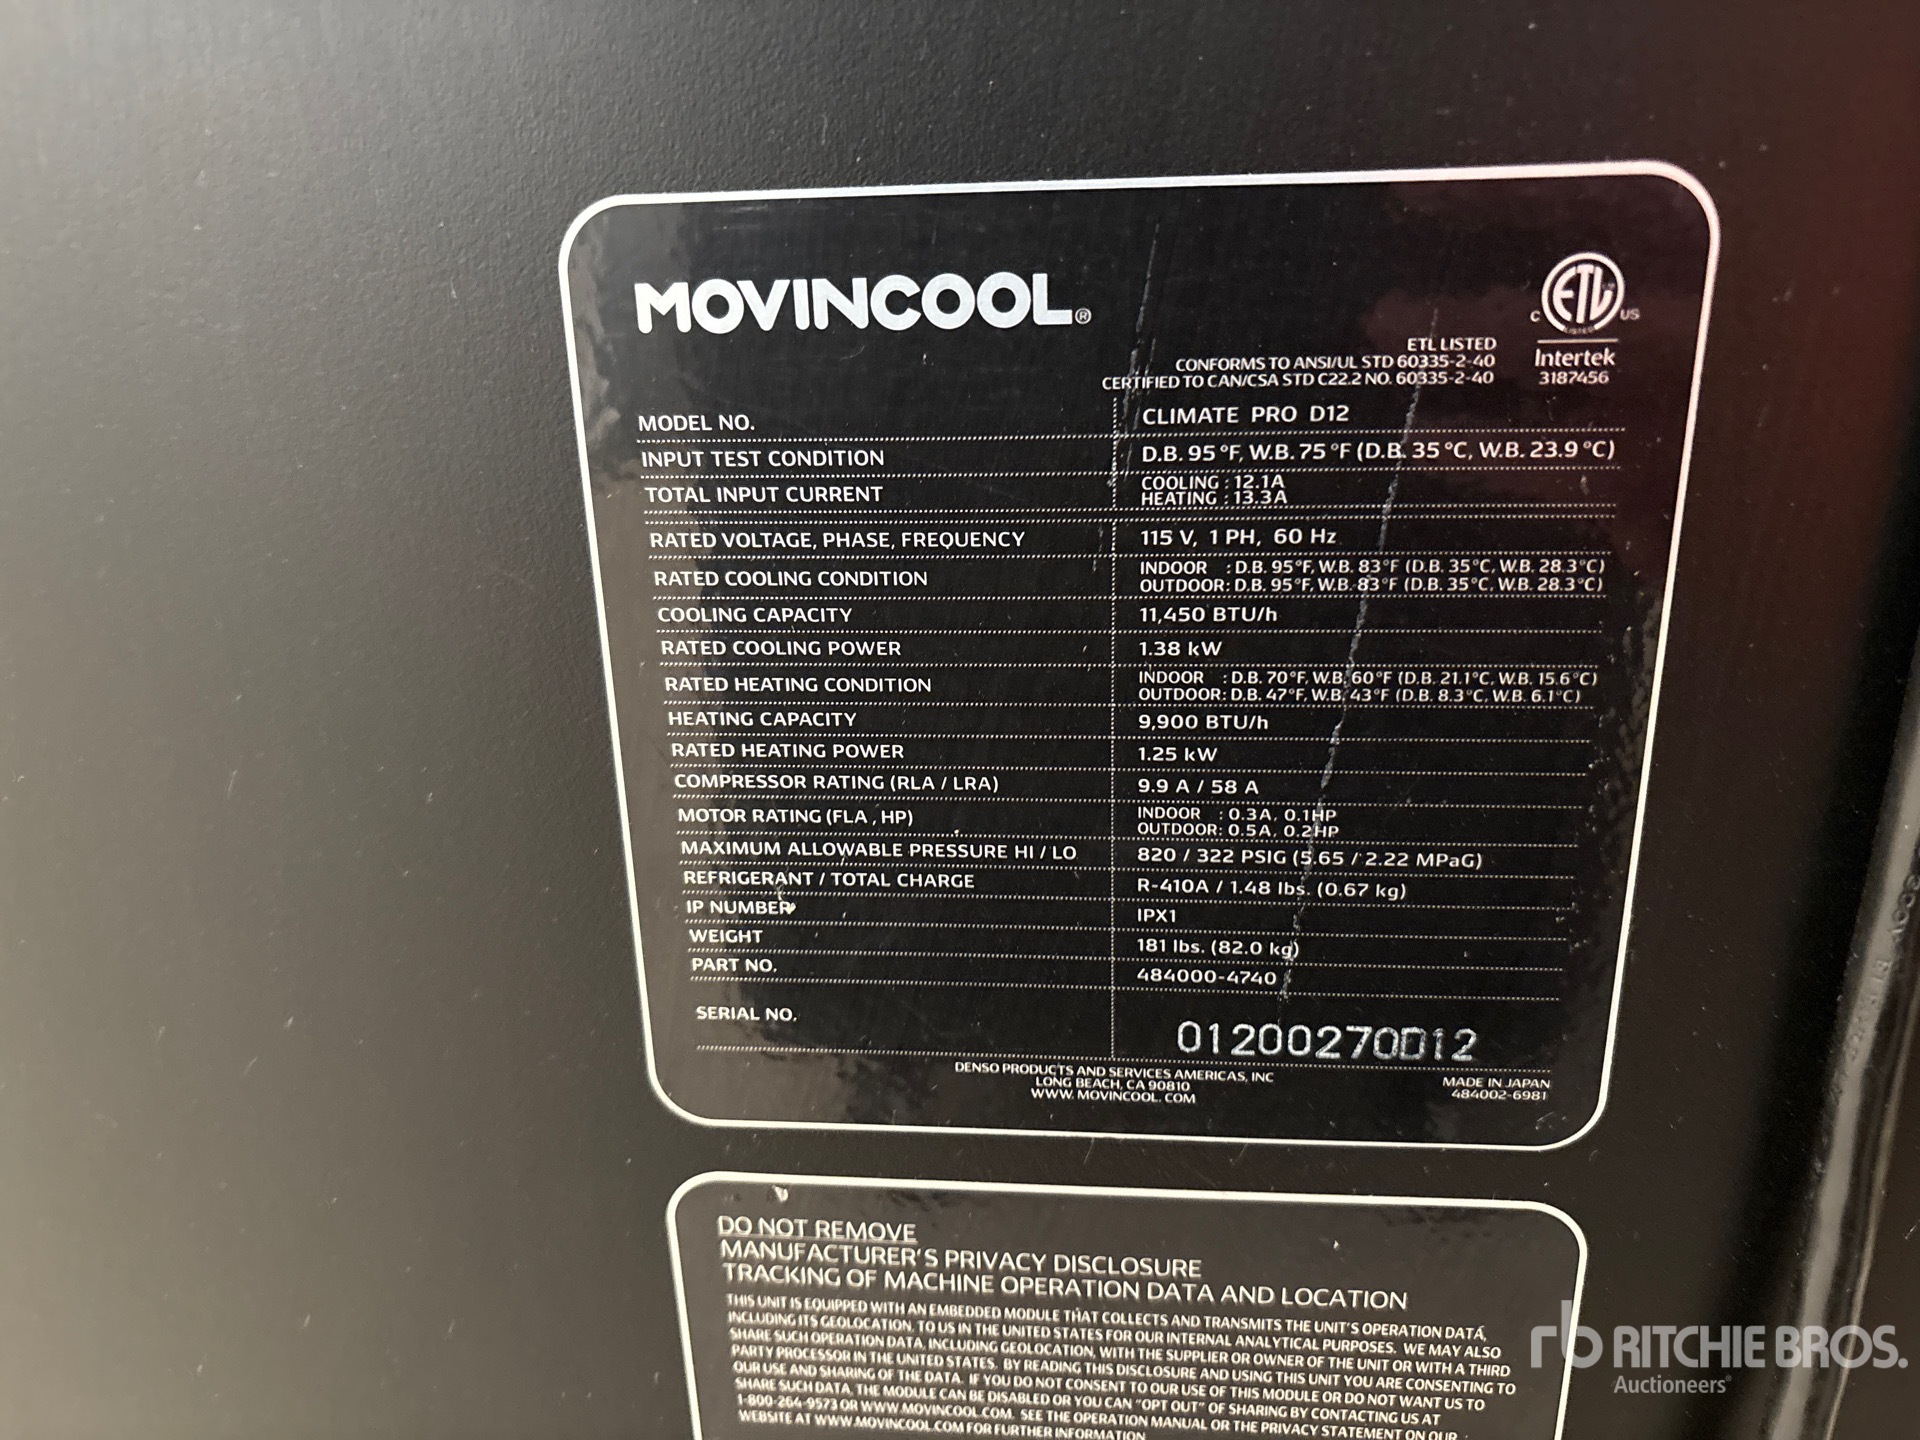 MOVINCOOL®
ETL LISTED
CONFORMS TO ANSI/UL STD 60335-2-40
CERTIFIED TO CAN/CSA STD C22.2 NO. 60335-2-40
C ETL US
LISTED
Intertek
3187456
MODEL NO. CLIMATE PRO D12
INPUT TEST CONDITION D.B. 95 °F, W.B. 75 °F (D.B. 35 °C, W.B. 23.9 °C)
TOTAL INPUT CURRENT COOLING : 12.1A
HEATING : 13.3A
RATED VOLTAGE, PHASE, FREQUENCY 115 V, 1 PH, 60 Hz
RATED COOLING CONDITION INDOOR : D.B. 95°F, W.B. 83°F (D.B. 35°C, W.B. 28.3°C)
OUTDOOR: D.B. 95°F, W.B. 83°F (D.B. 35°C, W.B. 28.3°C)
COOLING CAPACITY 11,450 BTU/h
RATED COOLING POWER 1.38 kW
RATED HEATING CONDITION INDOOR : D.B. 70°F, W.B. 60°F (D.B. 21.1°C, W.B. 15.6°C)
OUTDOOR: D.B. 47°F, W.B. 43°F (D.B. 8.3°C, W.B. 6.1°C)
HEATING CAPACITY 9,900 BTU/h
RATED HEATING POWER 1.25 kW
COMPRESSOR RATING (RLA / LRA) 9.9 A / 58 A
MOTOR RATING (FLA , HP) INDOOR : 0.3A, 0.1HP
OUTDOOR: 0.5A, 0.2HP
MAXIMUM ALLOWABLE PRESSURE HI / LO 820 / 322 PSIG (5.65 / 2.22 MPaG)
REFRIGERANT / TOTAL CHARGE R-410A / 1.48 lbs. (0.67 kg)
IP NUMBER IPX1
WEIGHT 181 lbs. (82.0 kg)
PART NO. 484000-4740
SERIAL NO. 01200270D12
DENSO PRODUCTS AND SERVICES AMERICAS, INC
LONG BEACH, CA 90810
WWW. MOVINCOOL. COM
MADE IN JAPAN
484002-6981
DO NOT REMOVE
MANUFACTURER'S PRIVACY DISCLOSURE
TRACKING OF MACHINE OPERATION DATA AND LOCATION
THIS UNIT IS EQUIPPED WITH AN EMBEDDED MODULE THAT COLLECTS AND TRANSMITS THE UNIT'S OPERATION DATA,
INCLUDING ITS GEOLOCATION, TO US IN THE UNITED STATES FOR OUR INTERNAL ANALYTICAL PURPOSES. WE MAY ALSO
SHARE SUCH OPERATION DATA, INCLUDING GEOLOCATION, WITH THE SUPPLIER OR OWNER OF THE UNIT OR WITH A THIRD
PARTY PROCESSOR IN THE UNITED STATES. BY READING THIS DISCLOSURE AND USING THIS UNIT YOU ARE CONSENTING TO
OUR USE AND SHARING OF THE DATA. IF YOU DO NOT CONSENT TO OUR USE OF THIS MODULE OR DO NOT WANT US TO
SHARE SUCH DATA, THE MODULE CAN BE DISABLED OR YOU CAN "OPT OUT" OF SHARING BY CONTACTING US AT
1-800-264-9573 OR WWW.MOVINCOOL.COM. SEE THE OPERATION MANUAL OR THE PRIVACY STATEMENT ON OUR
WEBSITE AT WWW.MOVINCOOL.COM FOR FURTHER INFORMATION.
rb RITCHIE BROS.
Auctioneers®